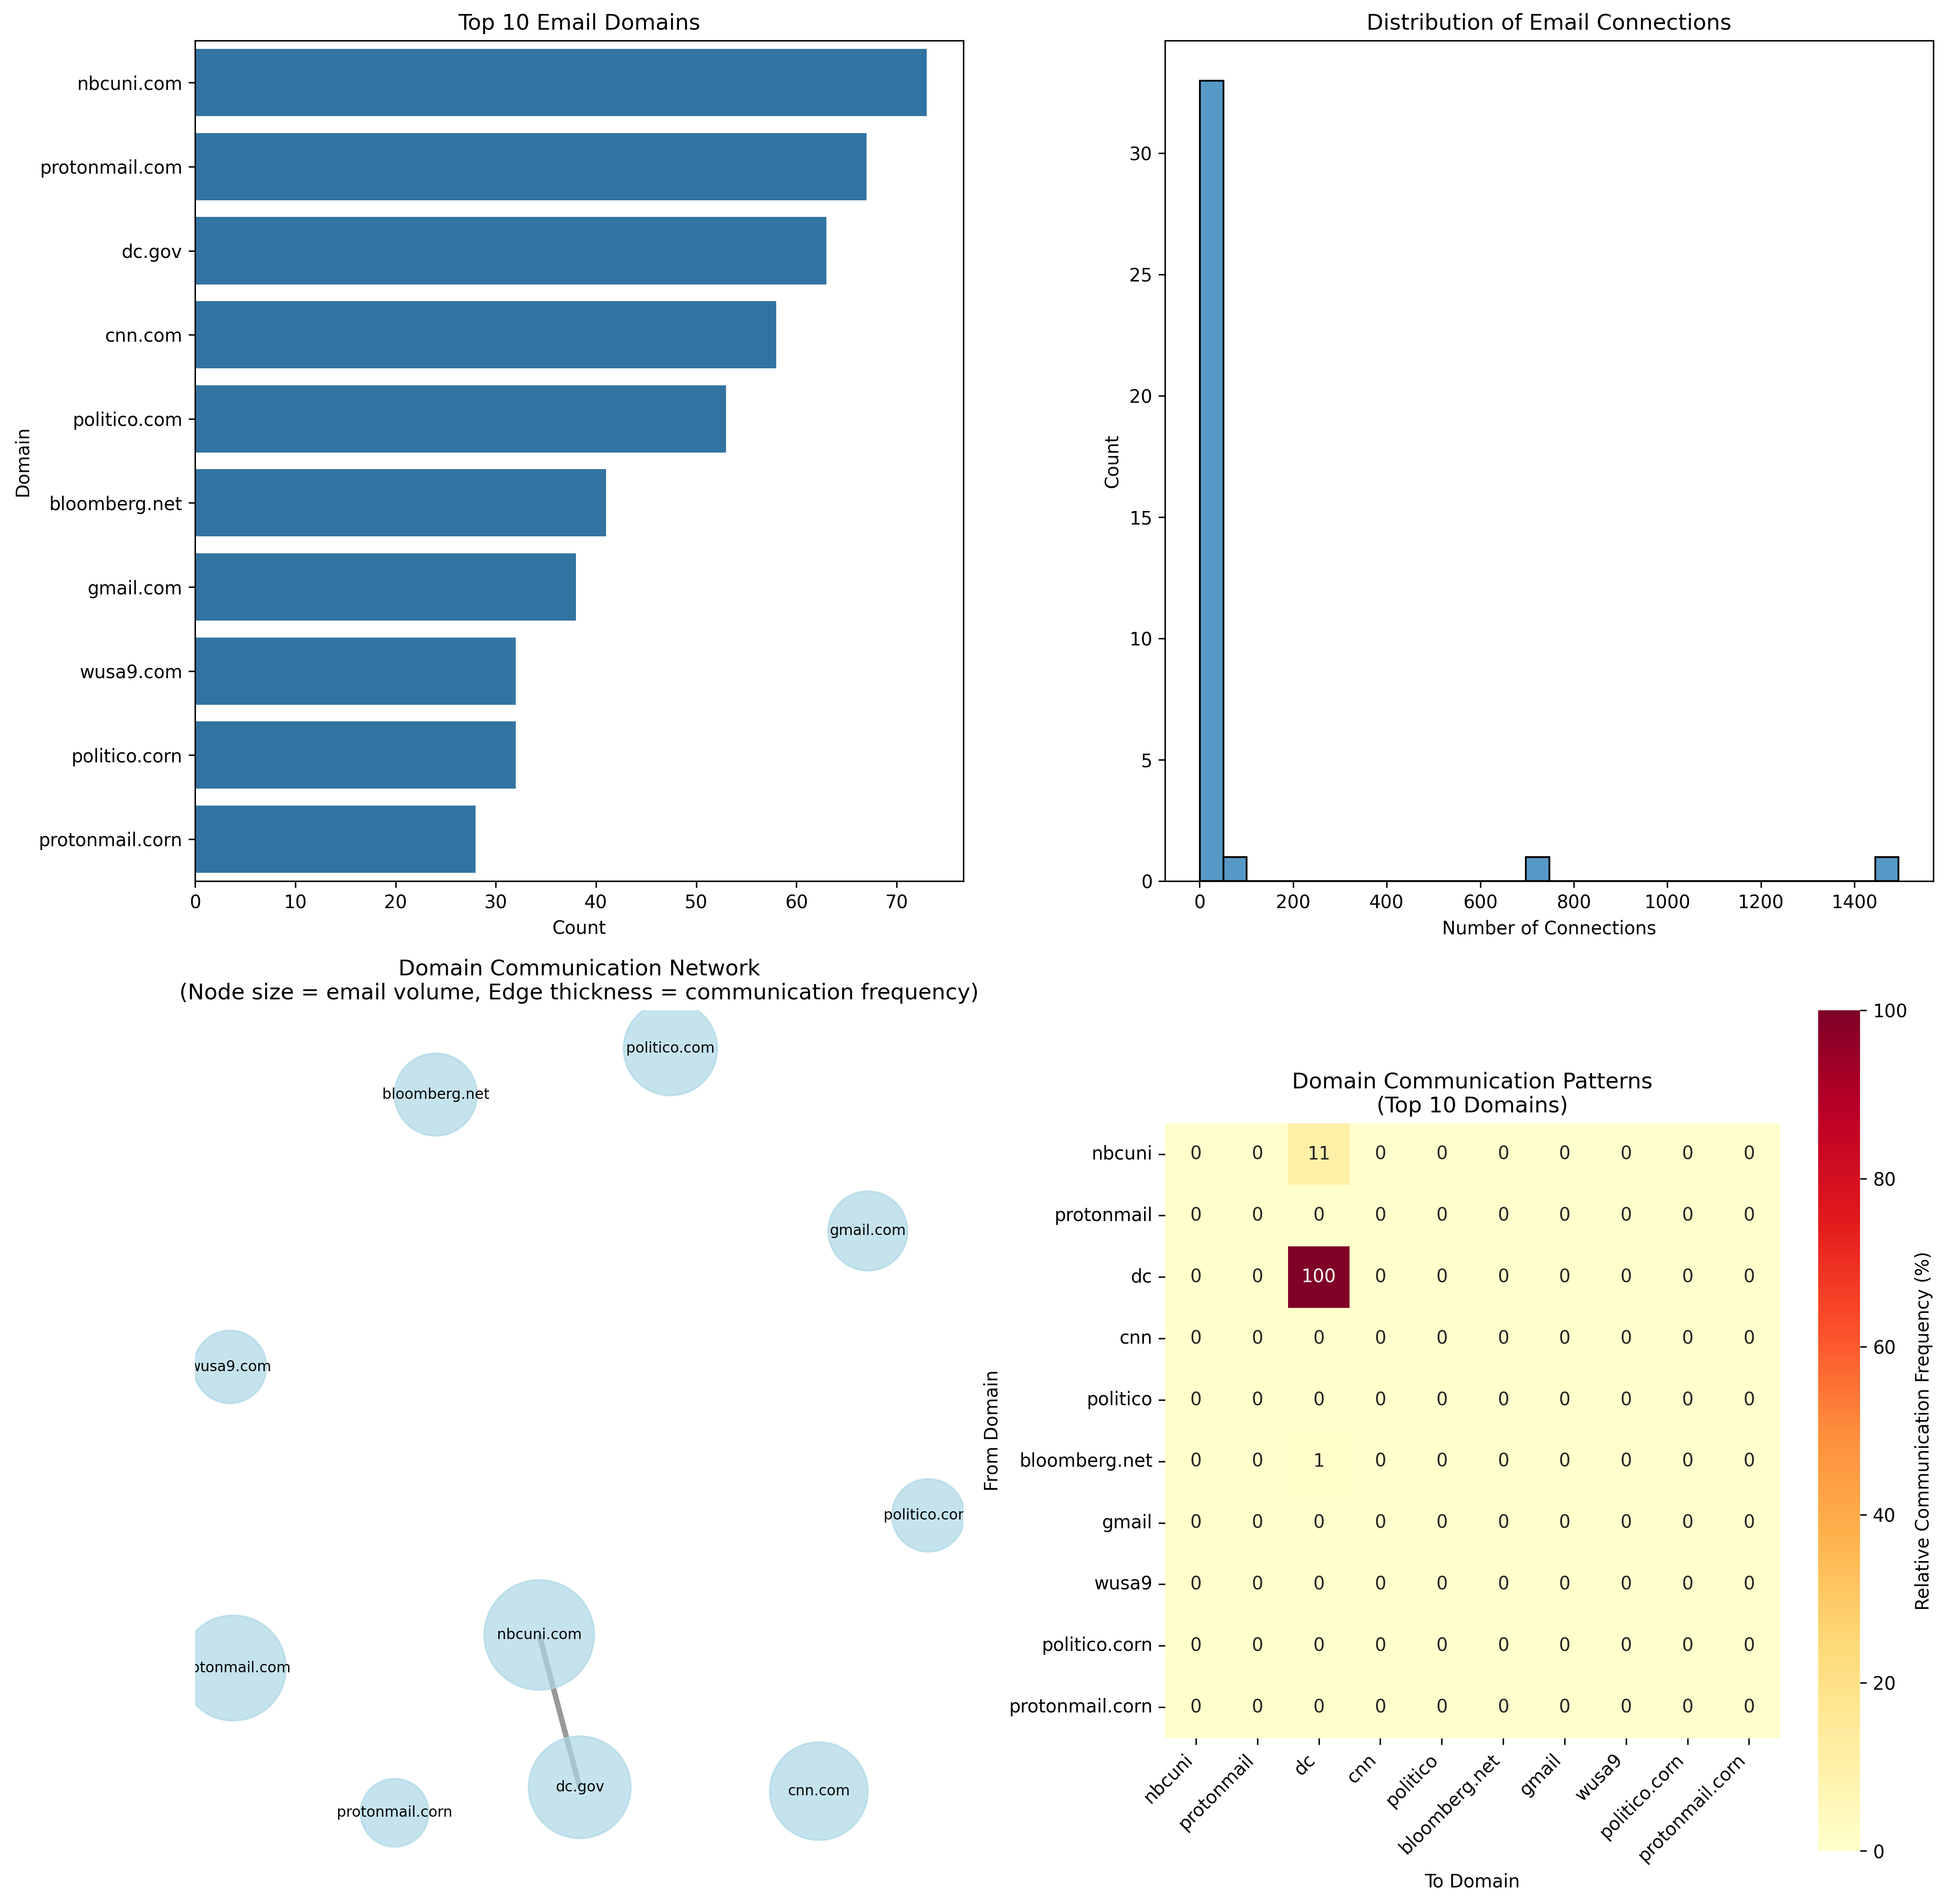 Top 10 Email Domains
Domain
nbcuni.com
protonmail.com
dc.gov
cnn.com
politico.com
bloomberg.net
gmail.com
wusa9.com
politico.corn
protonmail.corn
0 10 20 30 40 50 60 70
Count
Distribution of Email Connections
Count
30
25
20
15
10
5
0
0 200 400 600 800 1000 1200 1400
Number of Connections
Domain Communication Network
(Node size = email volume, Edge thickness = communication frequency)
politico.com
bloomberg.net
gmail.com
wusa9.com
politico.cor
nbcuni.com
otonmail.com
dc.gov
cnn.com
protonmail.corn
Domain Communication Patterns
(Top 10 Domains)
From Domain
nbcuni 0 0 11 0 0 0 0 0 0 0
protonmail 0 0 0 0 0 0 0 0 0 0
dc 0 0 100 0 0 0 0 0 0 0
cnn 0 0 0 0 0 0 0 0 0 0
politico 0 0 0 0 0 0 0 0 0 0
bloomberg.net 0 0 1 0 0 0 0 0 0 0
gmail 0 0 0 0 0 0 0 0 0 0
wusa9 0 0 0 0 0 0 0 0 0 0
politico.corn 0 0 0 0 0 0 0 0 0 0
protonmail.corn 0 0 0 0 0 0 0 0 0 0
nbcuni
protonmail
dc
cnn
politico
bloomberg.net
gmail
wusa9
politico.corn
protonmail.corn
To Domain
100
80
60
40
20
0
Relative Communication Frequency (%)